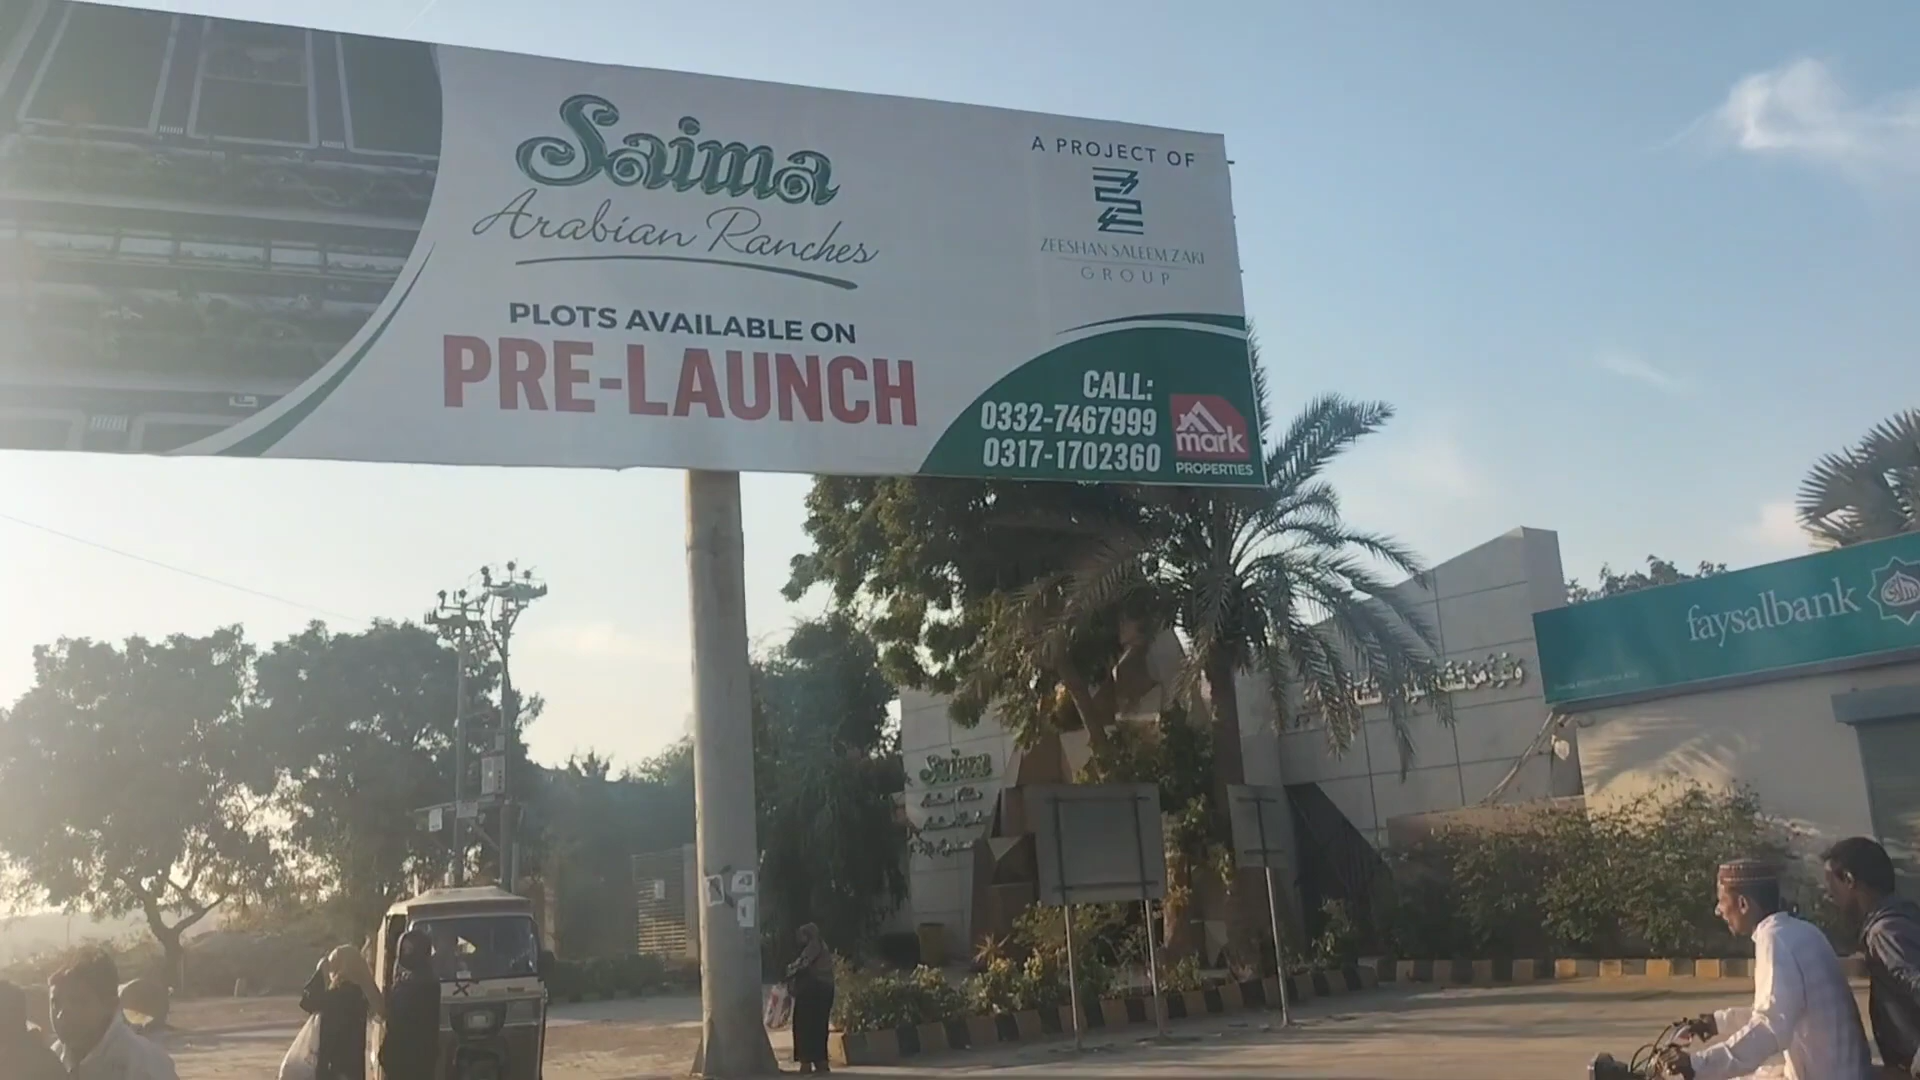 Saima
Arabian Ranches
PLOTS AVAILABLE ON
PRE-LAUNCH
A PROJECT OF
ZEESHAN SALEEM ZAKI
GROUP
CALL:
0332-7467999
0317-1702360
mark
PROPERTIES
faysalbank
Saima